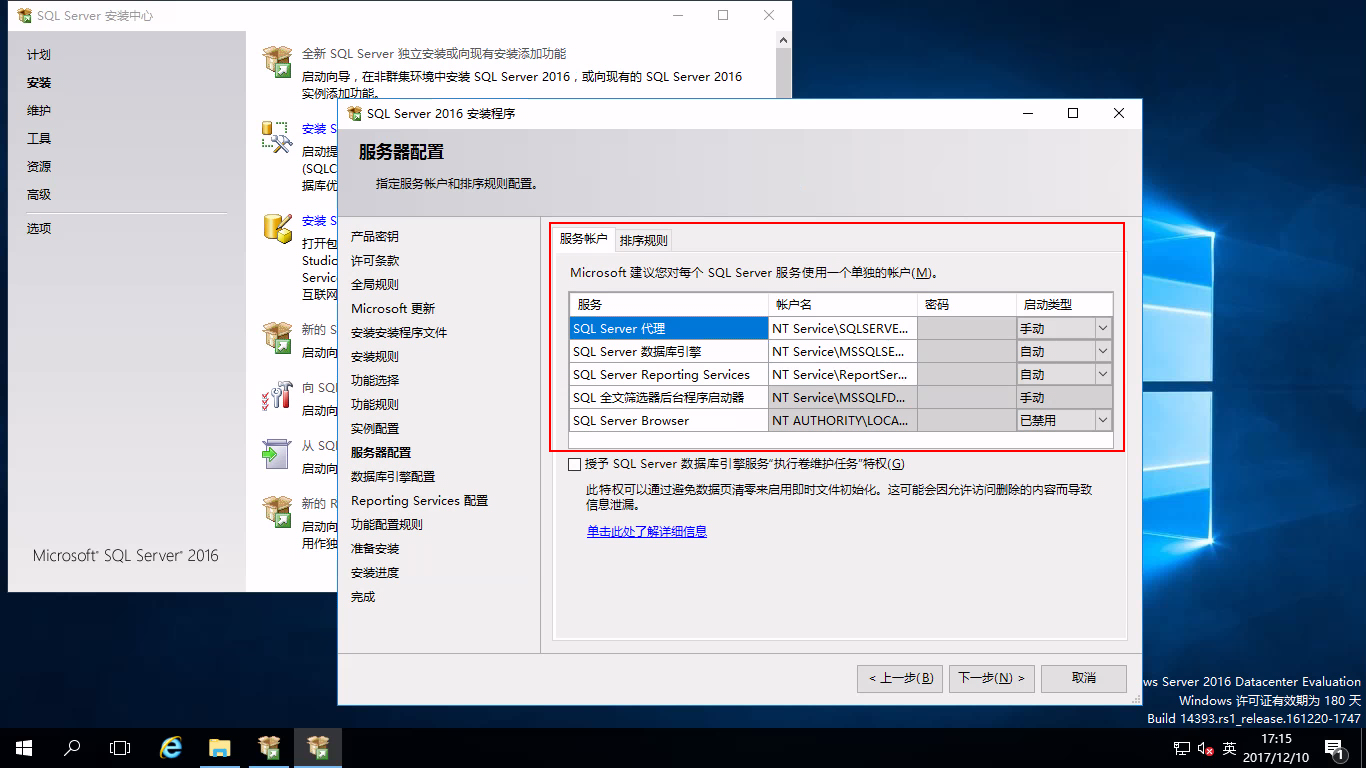 SQL Server 安装中心
计划
安装
维护
工具
资源
高级
选项
Microsoft SQL Server 2016
全新 SQL Server 独立安装或向现有安装添加功能
启动向导，在非群集环境中安装 SQL Server 2016，或向现有的 SQL Server 2016
实例添加功能。
安装 S
启动提
(SQLC
据库优
安装 S
打开包
Studio
Service
互联网
新的 S
启动向
向 SQ
启动向
从 SQ
启动向
新的 R
启动向
用作独
SQL Server 2016 安装程序
服务器配置
指定服务帐户和排序规则配置。
产品密钥
许可条款
全局规则
Microsoft 更新
安装安装程序文件
安装规则
功能选择
功能规则
实例配置
服务器配置
数据库引擎配置
Reporting Services 配置
功能配置规则
准备安装
安装进度
完成
服务帐户 排序规则
Microsoft 建议您对每个 SQL Server 服务使用一个单独的帐户(M)。
服务 帐户名 密码 启动类型
SQL Server 代理 NT Service\SQLSERVE... 手动
SQL Server 数据库引擎 NT Service\MSSQLSE... 自动
SQL Server Reporting Services NT Service\ReportSer... 自动
SQL 全文筛选器后台程序启动器 NT Service\MSSQLFD... 手动
SQL Server Browser NT AUTHORITY\LOCA... 已禁用
授予 SQL Server 数据库引擎服务“执行卷维护任务”特权(G)
此特权可以通过避免数据页清零来启用即时文件初始化。这可能会因允许访问删除的内容而导致
信息泄漏。
单击此处了解详细信息
< 上一步(B) 下一步(N) > 取消
ws Server 2016 Datacenter Evaluation
Windows 许可证有效期为 180 天
Build 14393.rs1_release.161220-1747
英
17:15
2017/12/10
1